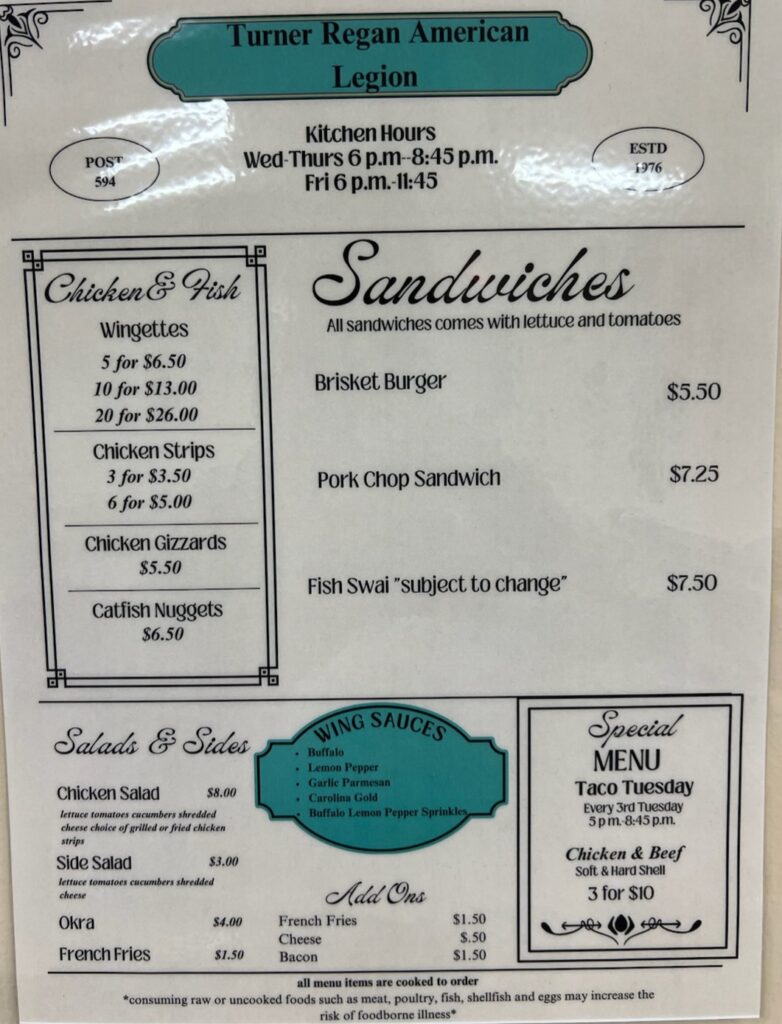 Turner Regan American
Legion
Kitchen Hours
Wed-Thurs 6 p.m--8:45 p.m.
Fri 6 p.m.-11:45
POST
594
ESTD
1976
Chicken & Fish
Wingettes
5 for $6.50
10 for $13.00
20 for $26.00
Chicken Strips
3 for $3.50
6 for $5.00
Chicken Gizzards
$5.50
Catfish Nuggets
$6.50
Sandwiches
All sandwiches comes with lettuce and tomatoes
Brisket Burger $5.50
Pork Chop Sandwich $7.25
Fish Swai "subject to change" $7.50
Salads & Sides
Chicken Salad $8.00
lettuce tomatoes cucumbers shredded
cheese choice of grilled or fried chicken
strips
Side Salad $3.00
lettuce tomatoes cucumbers shredded
cheese
Okra $4.00
French Fries $1.50
WING SAUCES
• Buffalo
• Lemon Pepper
• Garlic Parmesan
• Carolina Gold
• Buffalo Lemon Pepper Sprinkles
Add Ons
French Fries $1.50
Cheese $.50
Bacon $1.50
Special
MENU
Taco Tuesday
Every 3rd Tuesday
5 p m.-8:45 p.m.
Chicken & Beef
Soft & Hard Shell
3 for $10
all menu items are cooked to order
*consuming raw or uncooked foods such as meat, poultry, fish, shellfish and eggs may increase the
risk of foodborne illness*